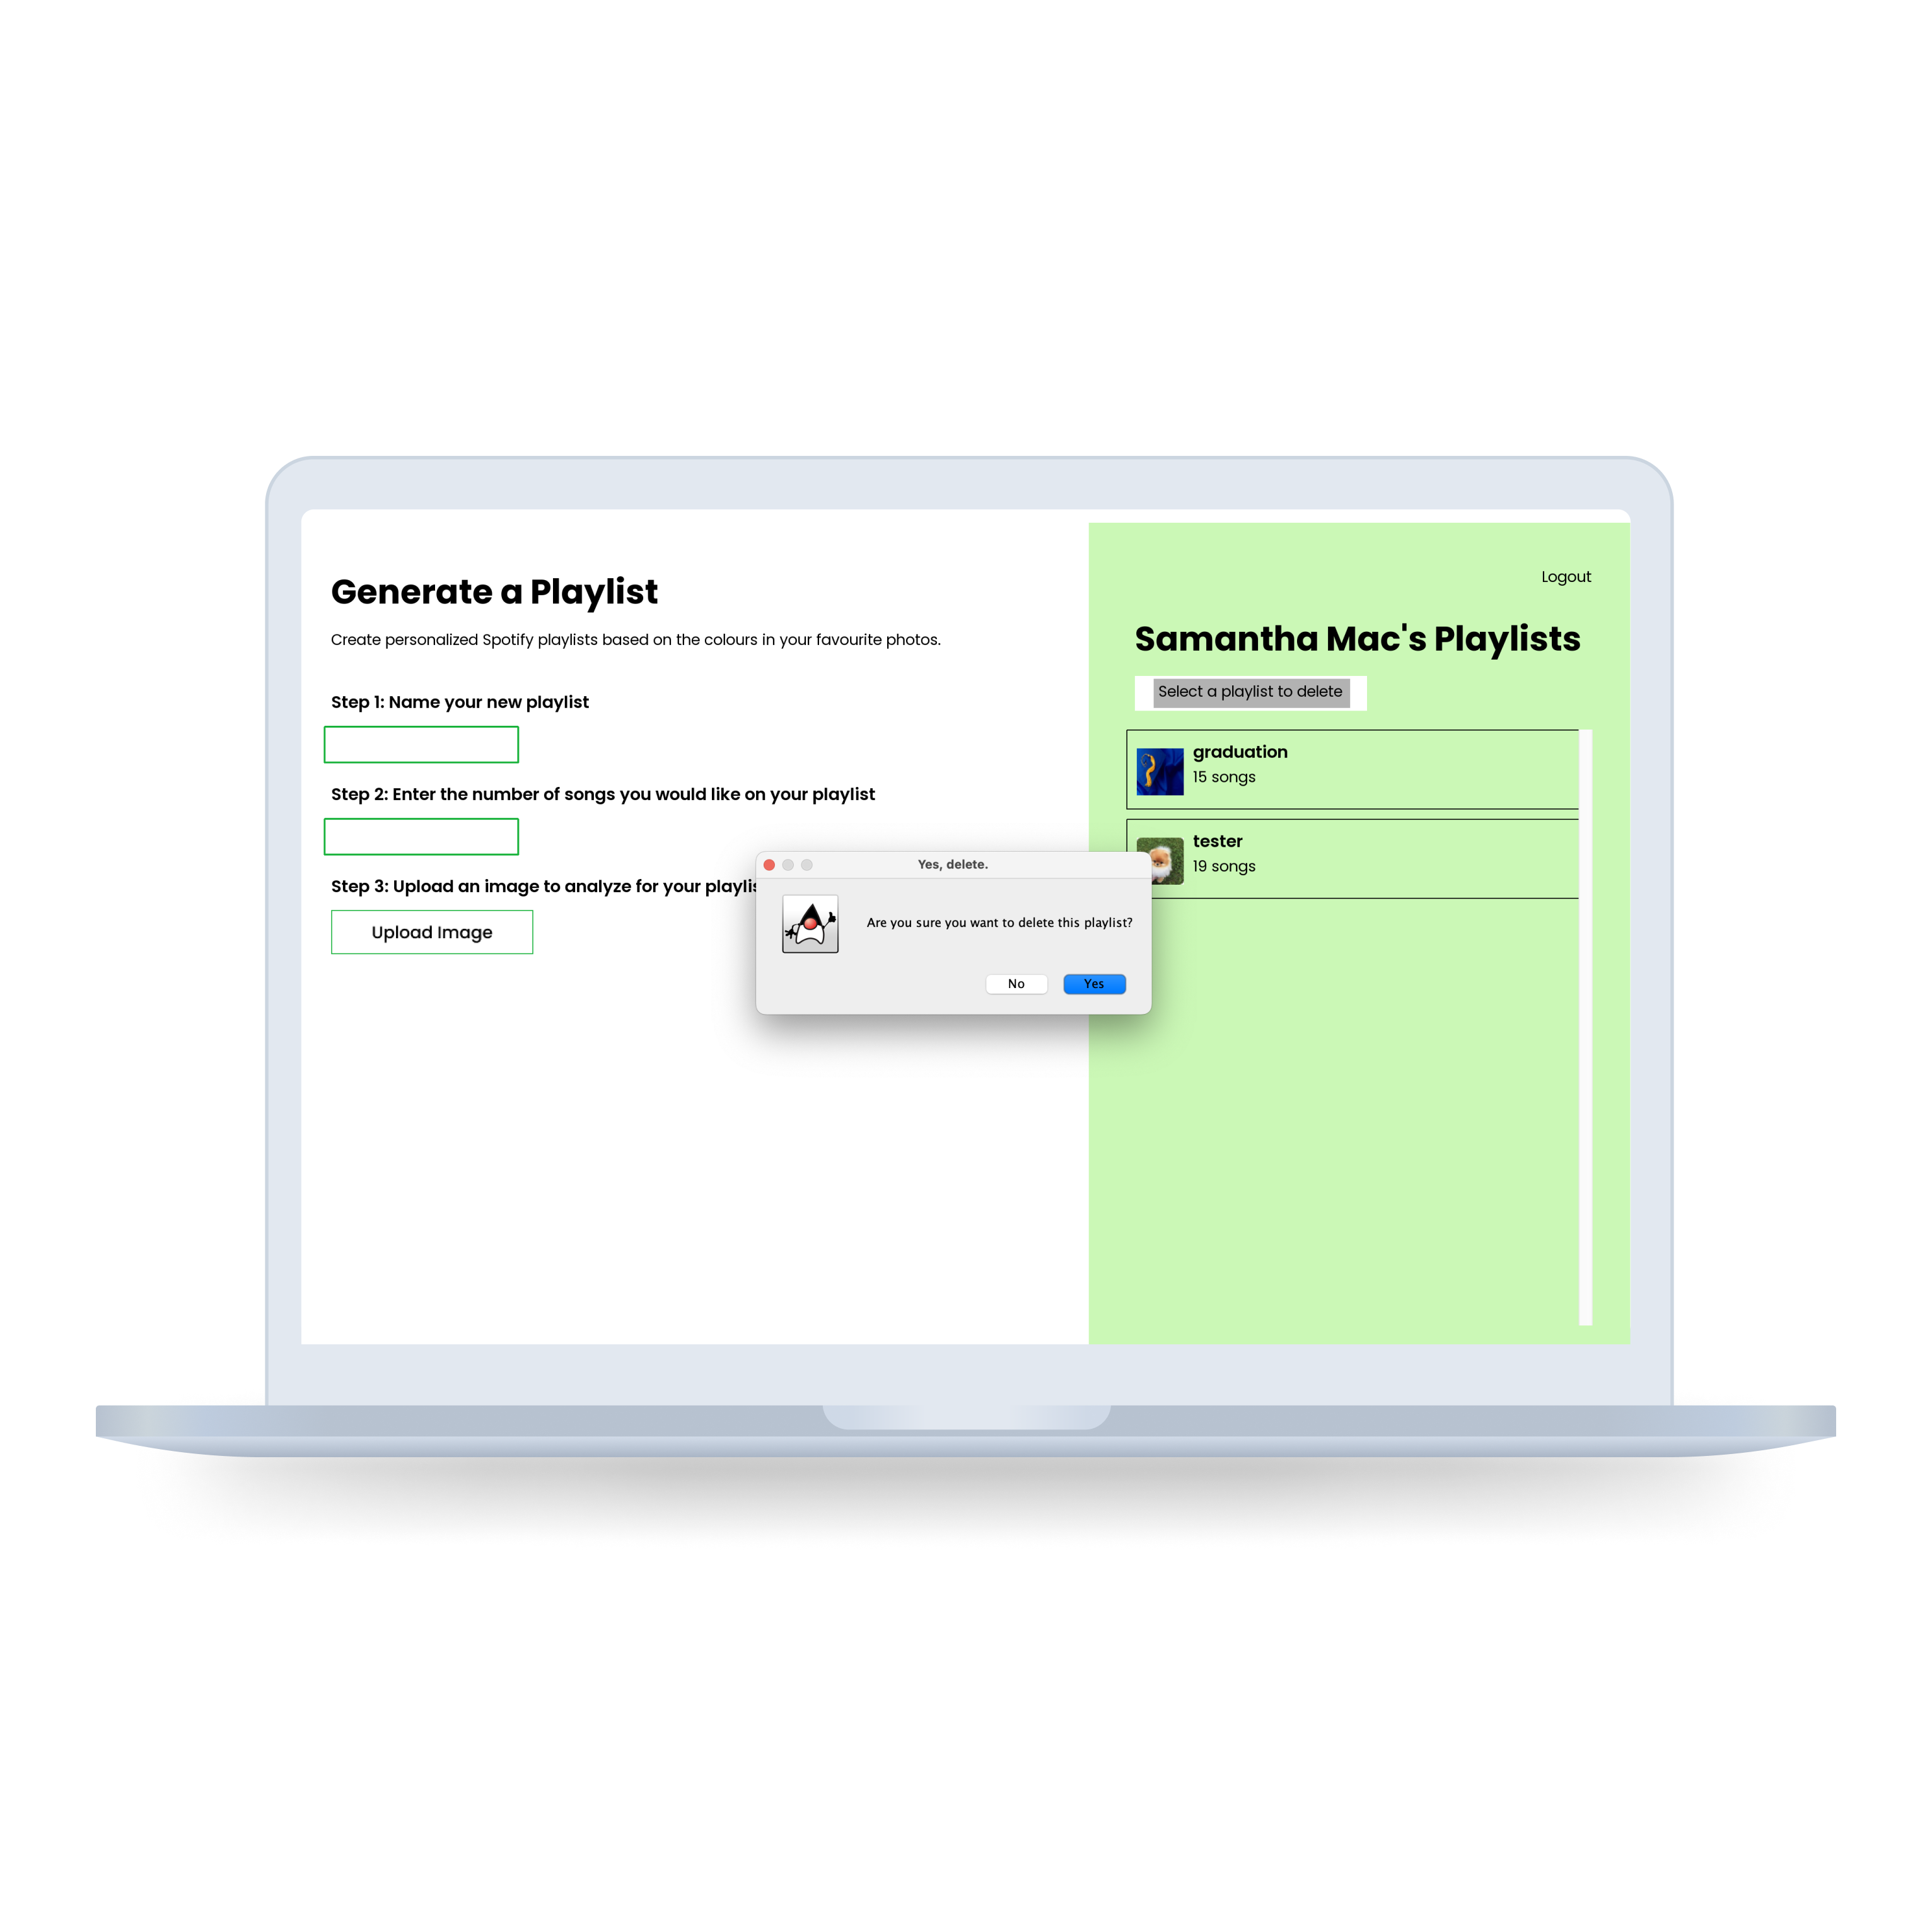 Generate a Playlist
Create personalized Spotify playlists based on the colours in your favourite photos.
Step 1: Name your new playlist
Step 2: Enter the number of songs you would like on your playlist
Step 3: Upload an image to analyze for your
Upload Image
Logout
Samantha Mac's Playlists
Select a playlist to delete
graduation
15 songs
tester
19 songs
Yes, delete.
Are you sure you want to delete this playlist?
No
Yes